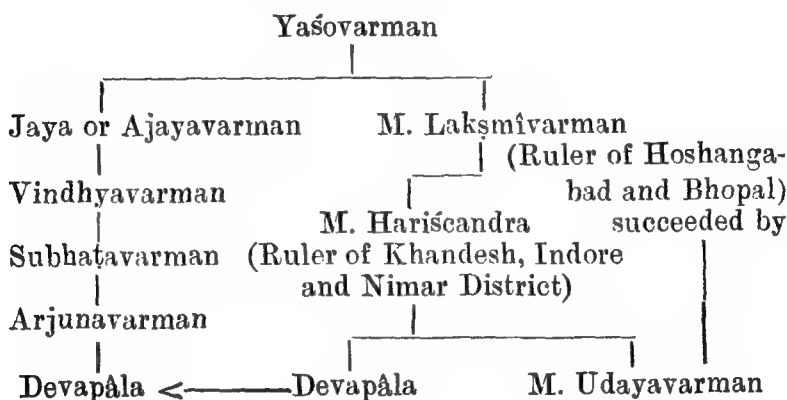 Yaśovarman
Jaya or Ajayavarman M. Lakṣmîvarman
(Ruler of Hoshanga-
Vindhyavarman bad and Bhopal)
M. Hariścandra succeeded by
Subhaṭavarman (Ruler of Khandesh, Indore
and Nimar District)
Arjunavarman
Devapâla Devapâla M. Udayavarman